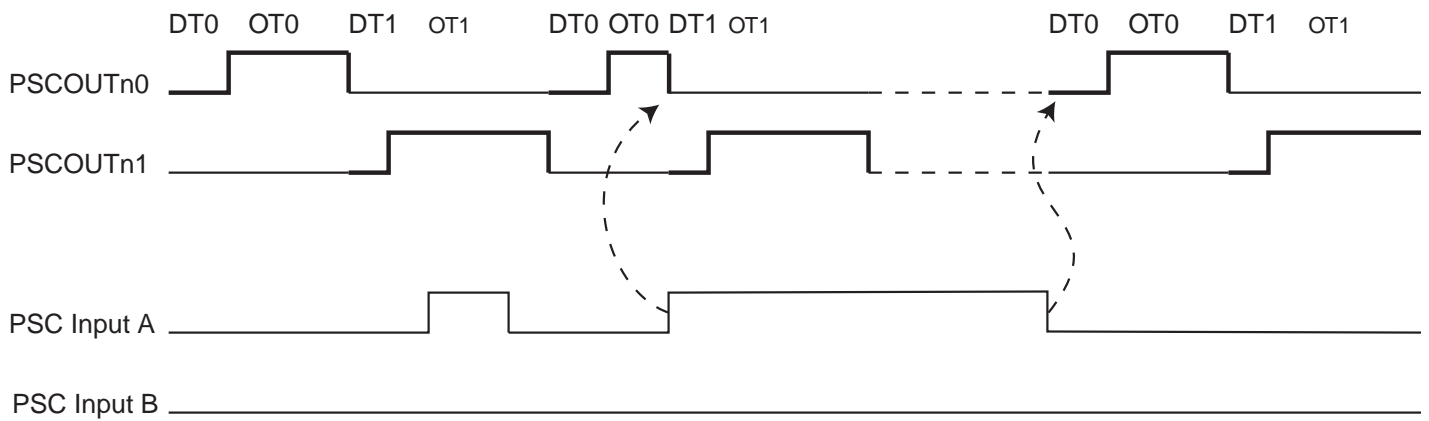 DT0 OT0 DT1 OT1 DT0 OT0 DT1 OT1 DT0 OT0 DT1 OT1
PSCOUTn0
PSCOUTn1
PSC Input A
PSC Input B